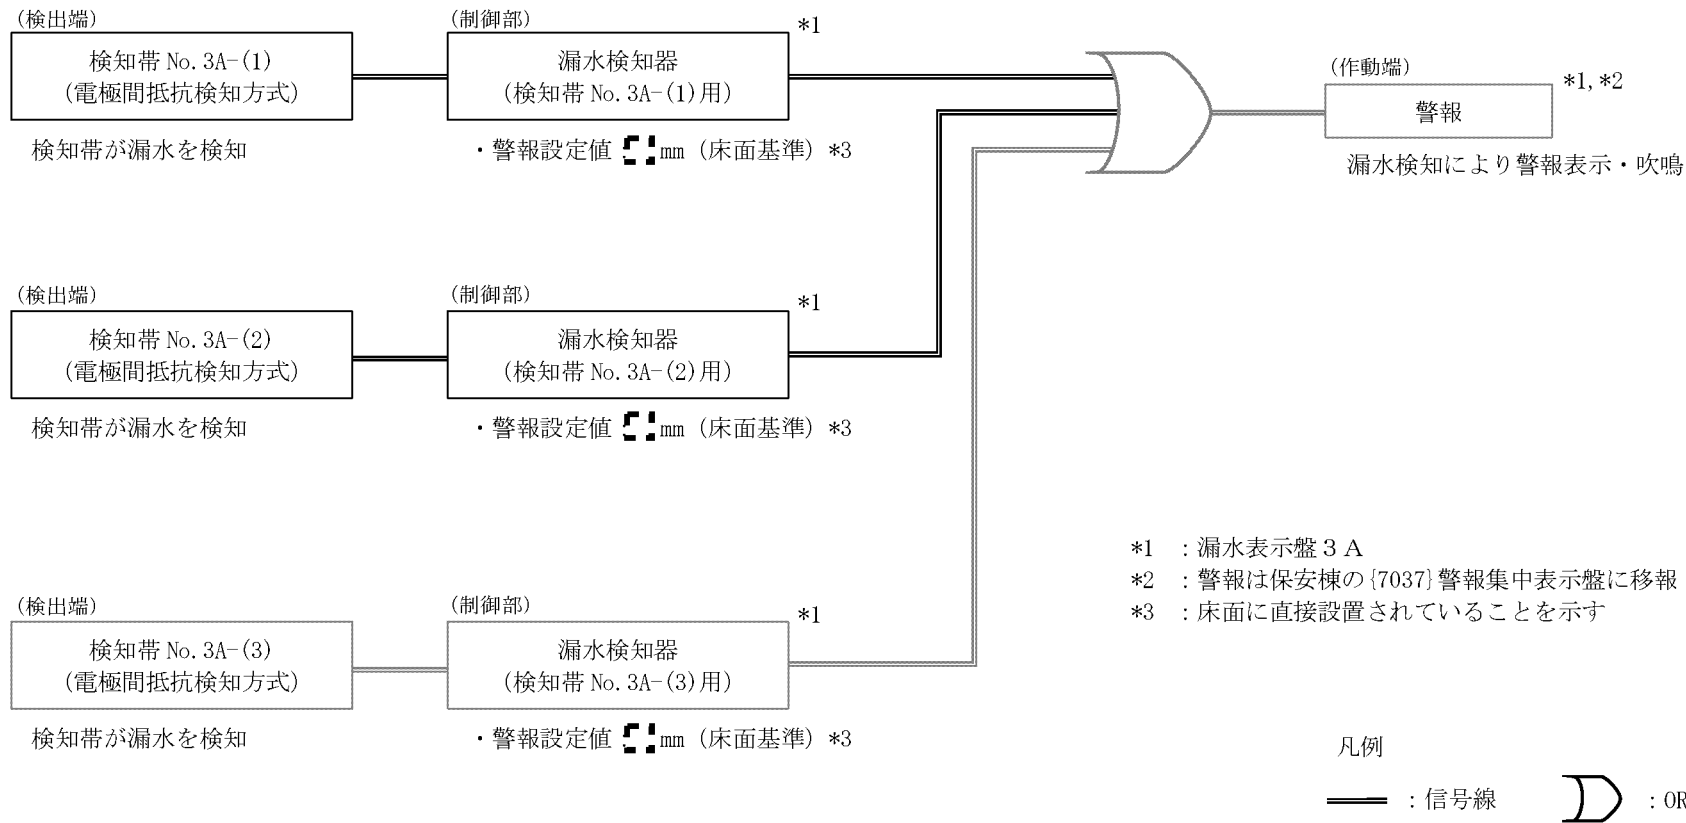 (検出端)
検知帯 No.3A-(1)
(電極間抵抗検知方式)
検知帯が漏水を検知
(制御部)
*1
漏水検知器
(検知帯 No.3A-(1)用)
・警報設定値 mm (床面基準) *3
(作動端)
*1,*2
警報
漏水検知により警報表示・吹鳴
(検出端)
検知帯 No.3A-(2)
(電極間抵抗検知方式)
検知帯が漏水を検知
(制御部)
*1
漏水検知器
(検知帯 No.3A-(2)用)
・警報設定値 mm (床面基準) *3
(検出端)
検知帯 No.3A-(3)
(電極間抵抗検知方式)
検知帯が漏水を検知
(制御部)
*1
漏水検知器
(検知帯 No.3A-(3)用)
・警報設定値 mm (床面基準) *3
*1 :漏水表示盤3A
*2 :警報は保安棟の{7037}警報集中表示盤に移報
*3 :床面に直接設置されていることを示す
凡例
:信号線
:OR